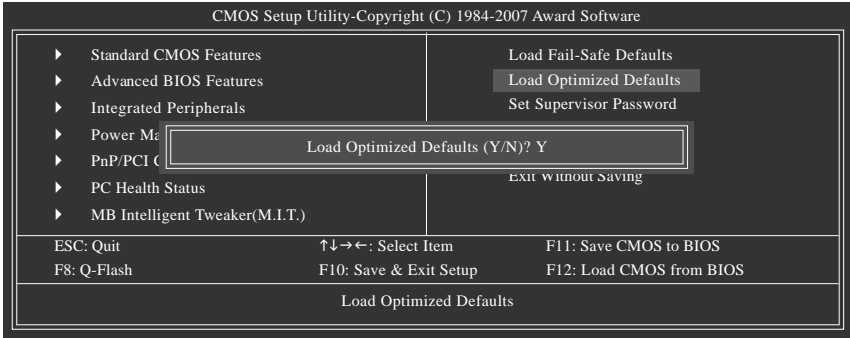 CMOS Setup Utility-Copyright (C) 1984-2007 Award Software
Standard CMOS Features
Advanced BIOS Features
Integrated Peripherals
Power Ma
PnP/PCI
PC Health Status
MB Intelligent Tweaker(M.I.T.)
Load Fail-Safe Defaults
Load Optimized Defaults
Set Supervisor Password
Exit Without Saving
Load Optimized Defaults (Y/N)? Y
ESC: Quit ↑↓→←: Select Item F11: Save CMOS to BIOS
F8: Q-Flash F10: Save & Exit Setup F12: Load CMOS from BIOS
Load Optimized Defaults